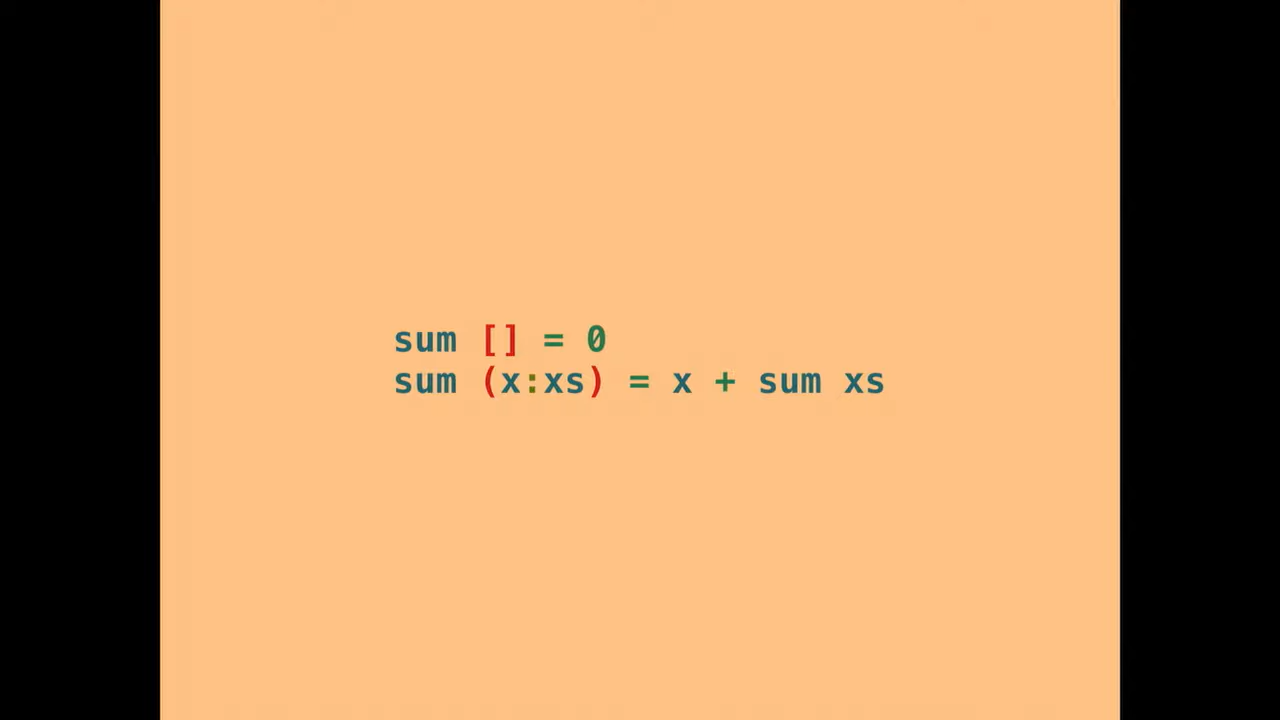 sum [] = 0
sum (x:xs) = x + sum xs